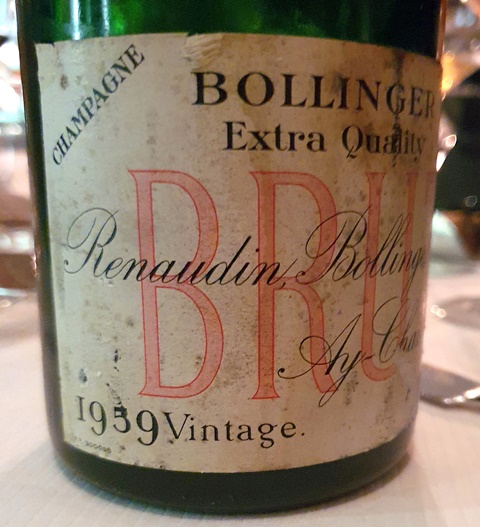 CHAMPAGNE
BOLLINGER
Extra Quality
BRU
Renaudin, Bolling
Ay-Cha
1959 Vintage.